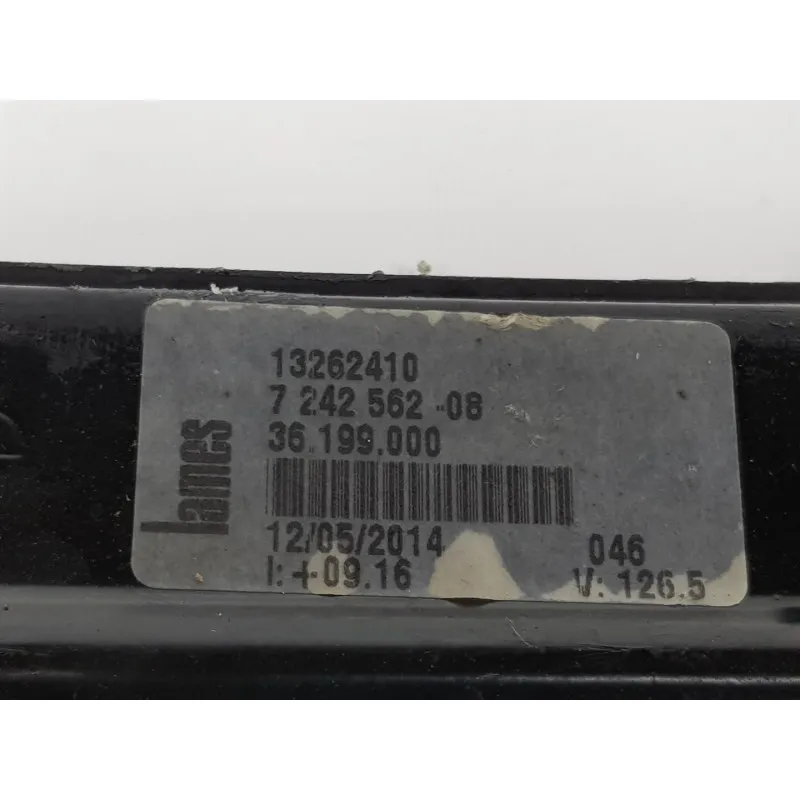 13262410
7 242 562 -08
36.199.000
lames
12/05/2014
046
I: +09.16
V: 126.5